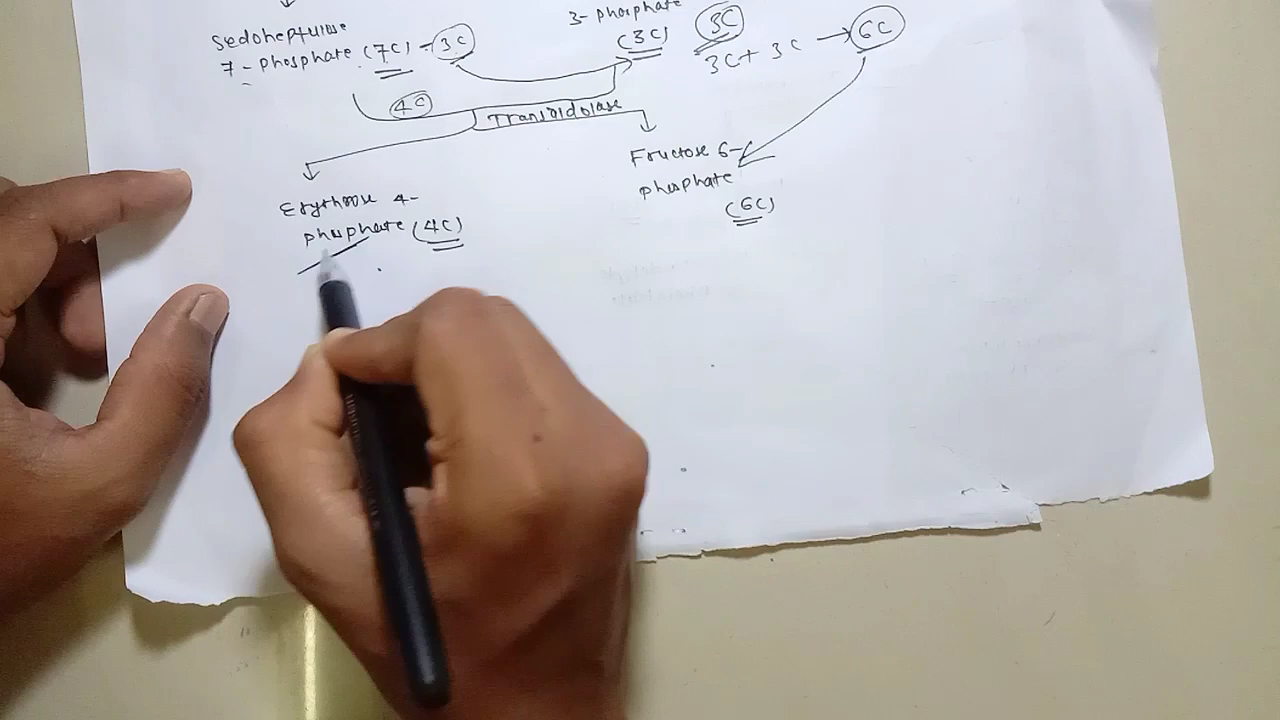 3- phosphate
Sedoheptulose
7- phosphate (7C) - 3C
(3C)
3C
3C + 3C → 6C
4C
Transaldolase
Fructose 6-
phosphate
(6C)
Erythrose 4-
phosphate (4C)